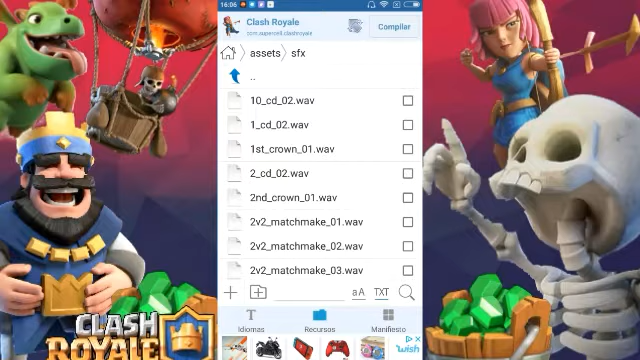 16:06
Clash Royale
com.supercell.clashroyale
Compilar
assets
sfx
..
10_cd_02.wav
1_cd_02.wav
1st_crown_01.wav
2_cd_02.wav
2nd_crown_01.wav
2v2_matchmake_01.wav
2v2_matchmake_02.wav
2v2_matchmake_03.wav
aA
TXT
T
Idiomas
Recursos
Manifiesto
wish
CLASH
ROYALE